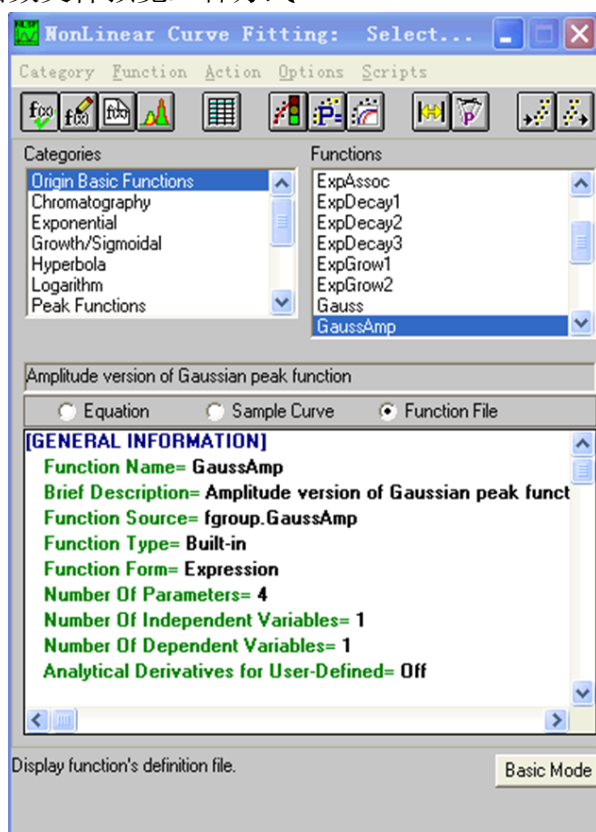 NonLinear Curve Fitting: Select...
Category Function Action Options Scripts
Categories
Functions
Origin Basic Functions
Chromatography
Exponential
Growth/Sigmoidal
Hyperbola
Logarithm
Peak Functions
ExpAssoc
ExpDecay1
ExpDecay2
ExpDecay3
ExpGrow1
ExpGrow2
Gauss
GaussAmp
Amplitude version of Gaussian peak function
Equation Sample Curve Function File
[GENERAL INFORMATION]
Function Name= GaussAmp
Brief Description= Amplitude version of Gaussian peak funct
Function Source= fgroup.GaussAmp
Function Type= Built-in
Function Form= Expression
Number Of Parameters= 4
Number Of Independent Variables= 1
Number Of Dependent Variables= 1
Analytical Derivatives for User-Defined= Off
Display function's definition file.
Basic Mode